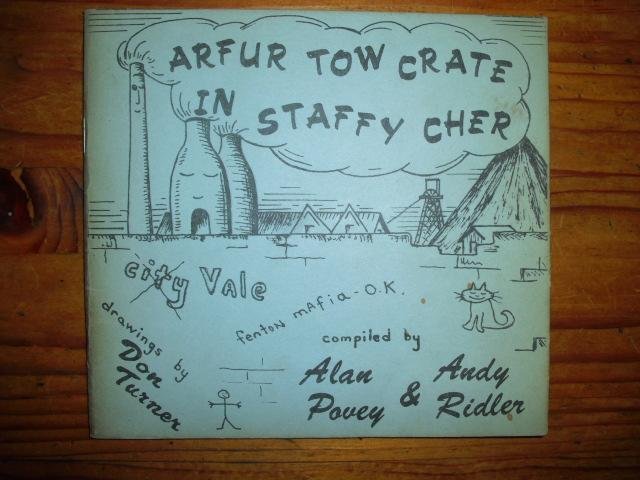 ARFUR TOW CRATE
IN STAFFY CHER
city VALE
fenton mafia - O.K.
drawings by
Don
Turner
compiled by
Alan Povey & Andy Ridler